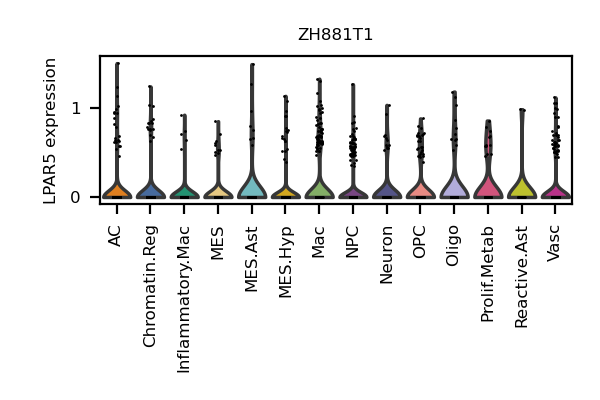 ZH881T1
LPAR5 expression
1
0
AC
Chromatin.Reg
Inflammatory.Mac
MES
MES.Ast
MES.Hyp
Mac
NPC
Neuron
OPC
Oligo
Prolif.Metab
Reactive.Ast
Vasc